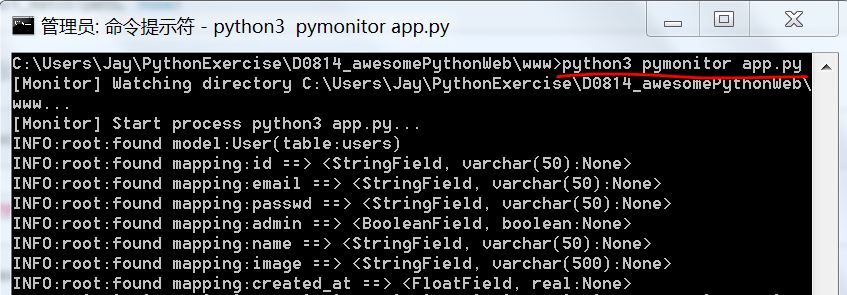 管理员: 命令提示符 - python3  pymonitor app.py
C:\Users\Jay\PythonExercise\D0814_awesomePythonWeb\www>python3 pymonitor app.py
[Monitor] Watching directory C:\Users\Jay\PythonExercise\D0814_awesomePythonWeb\
www...
[Monitor] Start process python3 app.py...
INFO:root:found model:User(table:users)
INFO:root:found mapping:id ==> <StringField, varchar(50):None>
INFO:root:found mapping:email ==> <StringField, varchar(50):None>
INFO:root:found mapping:passwd ==> <StringField, varchar(50):None>
INFO:root:found mapping:admin ==> <BooleanField, boolean:None>
INFO:root:found mapping:name ==> <StringField, varchar(50):None>
INFO:root:found mapping:image ==> <StringField, varchar(500):None>
INFO:root:found mapping:created_at ==> <FloatField, real:None>